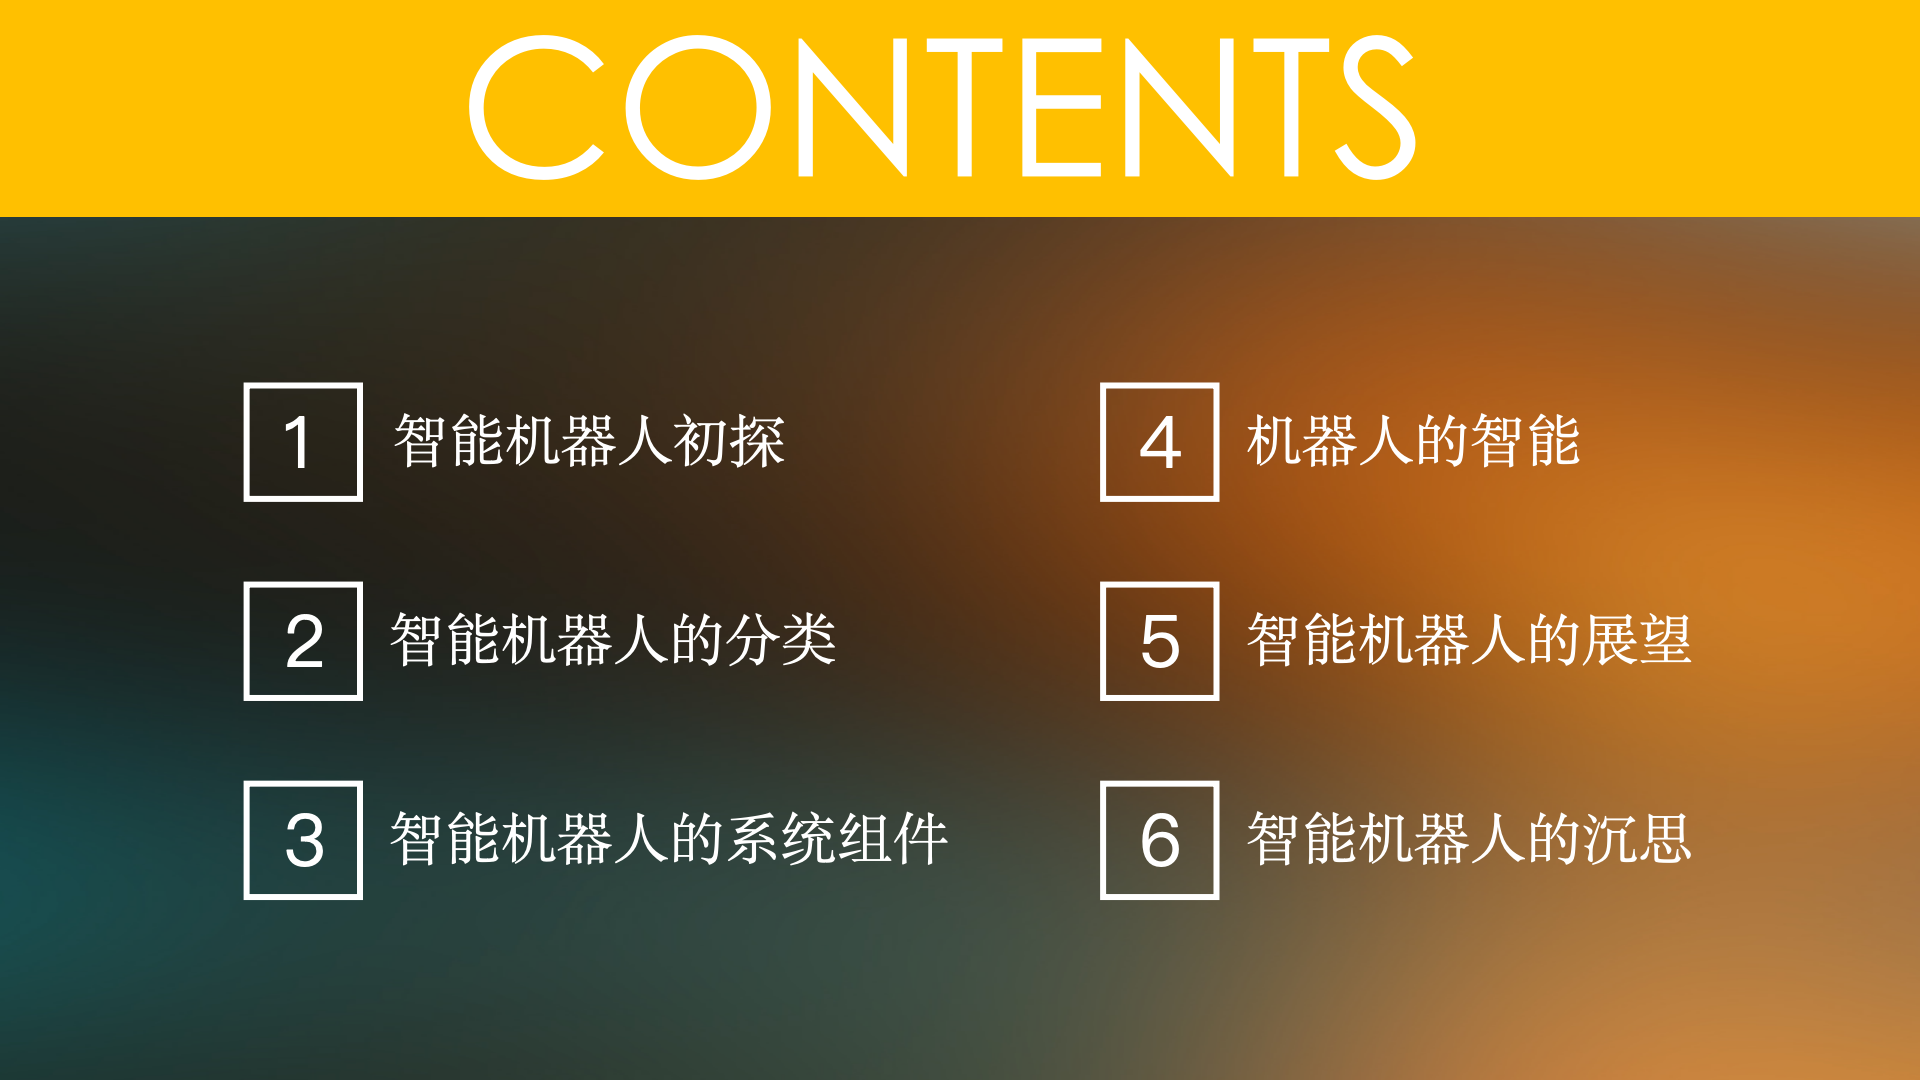 CONTENTS
1 智能机器人初探
2 智能机器人的分类
3 智能机器人的系统组件
4 机器人的智能
5 智能机器人的展望
6 智能机器人的沉思